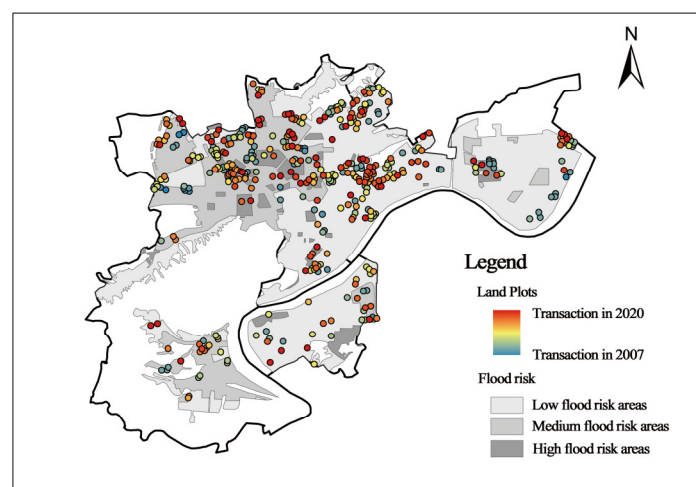 N
Legend
Land Plots
Transaction in 2020
Transaction in 2007
Flood risk
Low flood risk areas
Medium flood risk areas
High flood risk areas